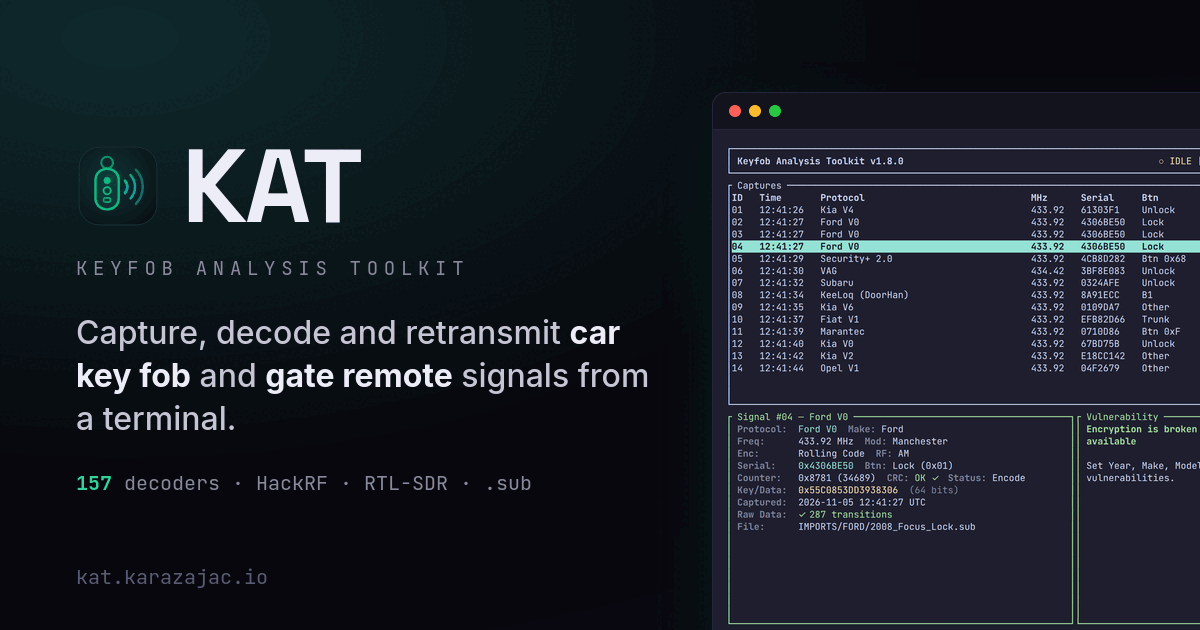 KAT
KEYFOB ANALYSIS TOOLKIT
Capture, decode and retransmit car
key fob and gate remote signals from
a terminal.
157 decoders · HackRF · RTL-SDR · .sub
kat.karazajac.io
Keyfob Analysis Toolkit v1.8.0 ○ IDLE
Captures
ID Time Protocol MHz Serial Btn
01 12:41:26 Kia V4 433.92 61303F1 Unlock
02 12:41:27 Ford V0 433.92 4306BE50 Lock
03 12:41:27 Ford V0 433.92 4306BE50 Lock
04 12:41:27 Ford V0 433.92 4306BE50 Lock
05 12:41:29 Security+ 2.0 433.92 4CB8D282 Btn 0x68
06 12:41:30 VAG 434.42 3BF8E083 Unlock
07 12:41:32 Subaru 433.92 0324AFE Unlock
08 12:41:34 KeeLoq (DoorHan) 433.92 8A91ECC B1
09 12:41:35 Kia V6 433.92 0109DA7 Other
10 12:41:37 Fiat V1 433.92 EFB82D66 Trunk
11 12:41:39 Marantec 433.92 0710D86 Btn 0xF
12 12:41:40 Kia V0 433.92 67BD75B Unlock
13 12:41:42 Kia V2 433.92 E18CC142 Other
14 12:41:44 Opel V1 433.92 04F2679 Other
Signal #04 — Ford V0
Protocol: Ford V0 Make: Ford
Freq: 433.92 MHz Mod: Manchester
Enc: Rolling Code RF: AM
Serial: 0x4306BE50 Btn: Lock (0x01)
Counter: 0x8781 (34689) CRC: OK ✓ Status: Encode
Key/Data: 0x55C0853DD3938306 (64 bits)
Captured: 2026-11-05 12:41:27 UTC
Raw Data: ✓ 287 transitions
File: IMPORTS/FORD/2008_Focus_Lock.sub
Vulnerability
Encryption is broken
available
Set Year, Make, Model
vulnerabilities.